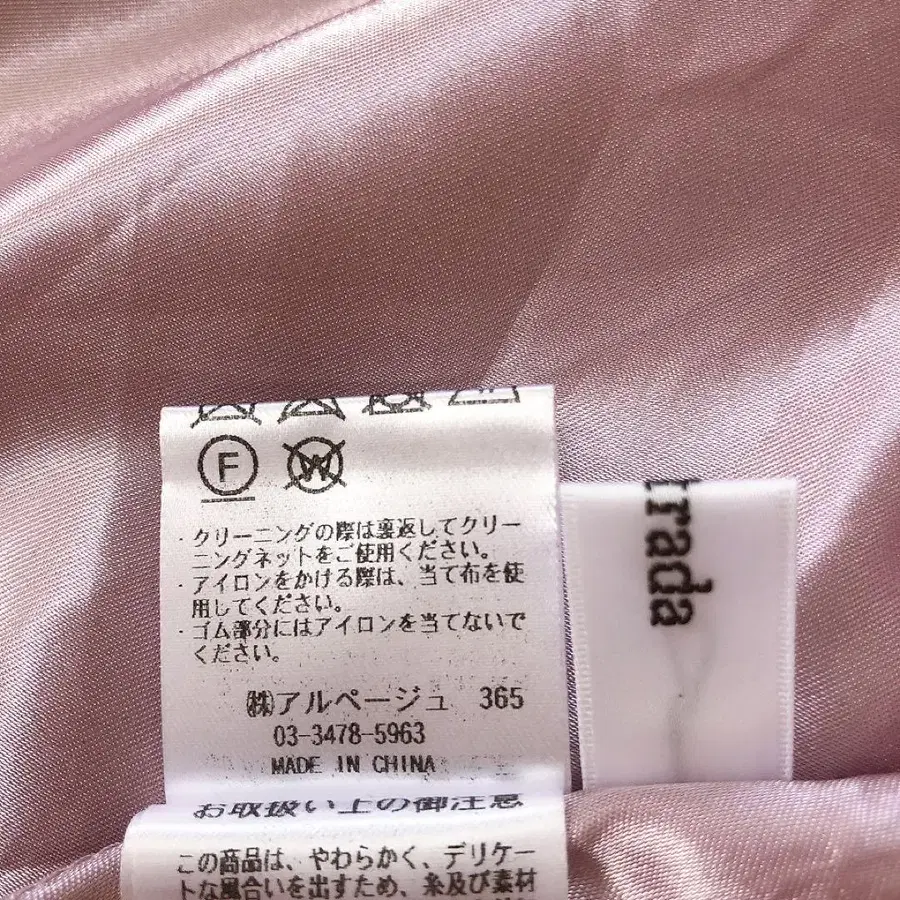 F
W
・クリーニングの際は裏返してクリー
ニングネットをご使用ください。
・アイロンをかける際は、当て布を使
用してください。
・ゴム部分にはアイロンを当てないで
ください。
㈱アルページュ 365
03-3478-5963
MADE IN CHINA
お取扱い上の御注意
この商品は、やわらかく、デリケー
トな風合いを出すため、糸及び素材
trada